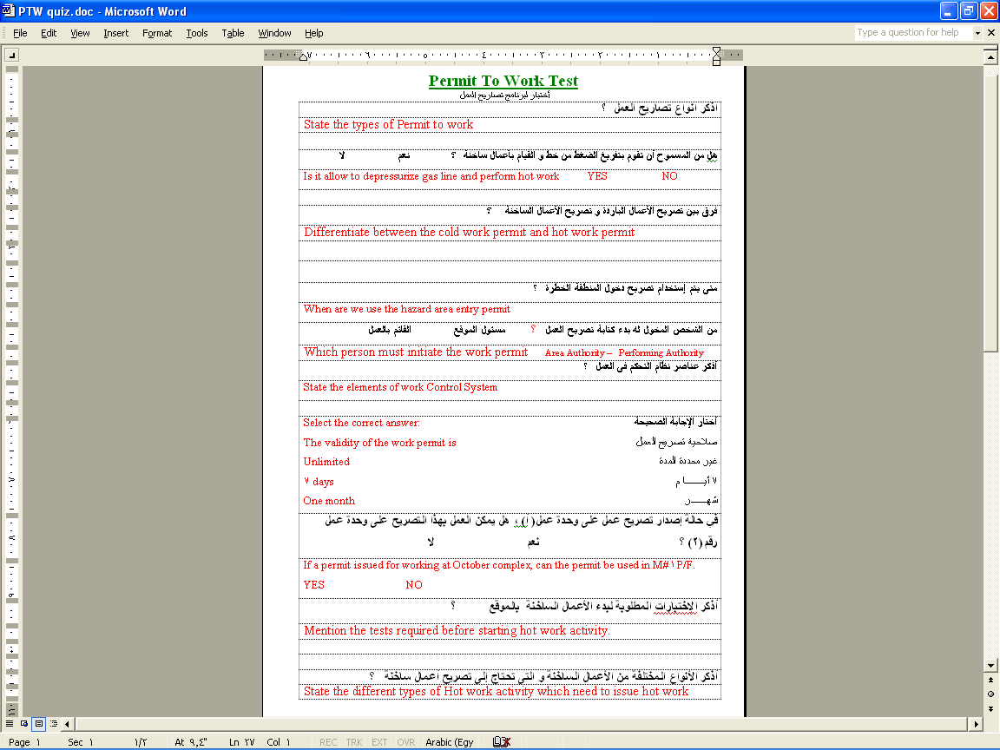 PTW quiz.doc - Microsoft Word
File Edit View Insert Format Tools Table Window Help
Type a question for help
Permit To Work Test
أختبار لبرنامج تصاريح العمل
أذكر انواع تصاريح العمل ؟
State the types of Permit to work
هل من المسموح أن تقوم بتفريغ الضغط من خط و القيام بأعمال ساخنة ؟ نعم لا
Is it allow to depressurize gas line and perform hot work YES NO
فرق بين تصريح الأعمال الباردة و تصريح الأعمال الساخنة ؟
Differentiate between the cold work permit and hot work permit
متى يتم إستخدام تصريح دخول المنطقة الخطرة ؟
When are we use the hazard area entry permit
من الشخص المخول له بدء كتابة تصريح العمل ؟ مسئول الموقع القائم بالعمل
Which person must initiate the work permit Area Authority – Performing Authority
أذكر عناصر نظام التحكم فى العمل ؟
State the elements of work Control System
Select the correct answer: أختار الإجابة الصحيحة
The validity of the work permit is صلاحية تصريح العمل
Unlimited غير محددة المدة
٧ days ٧ أيـــــام
One month شهـــر
في حالة إصدار تصريح عمل على وحدة عمل (أ) ، هل يمكن العمل بهذا التصريح على وحدة عمل
رقم (٢) ؟ نعم لا
If a permit issued for working at October complex, can the permit be used in M#١ P/F.
YES NO
أذكر الإختبارات المطلوبة لبدء الأعمال الساخنة بالموقع ؟
Mention the tests required before starting hot work activity.
أذكر الأنواع المختلفة من الأعمال الساخنة و التى تحتاج إلى تصريح أعمال ساخنة ؟
State the different types of Hot work activity which need to issue hot work
Page ١ Sec ١ ١/٢ At ٩,٤" Ln ٢٧ Col ١ REC TRK EXT OVR Arabic (Egy